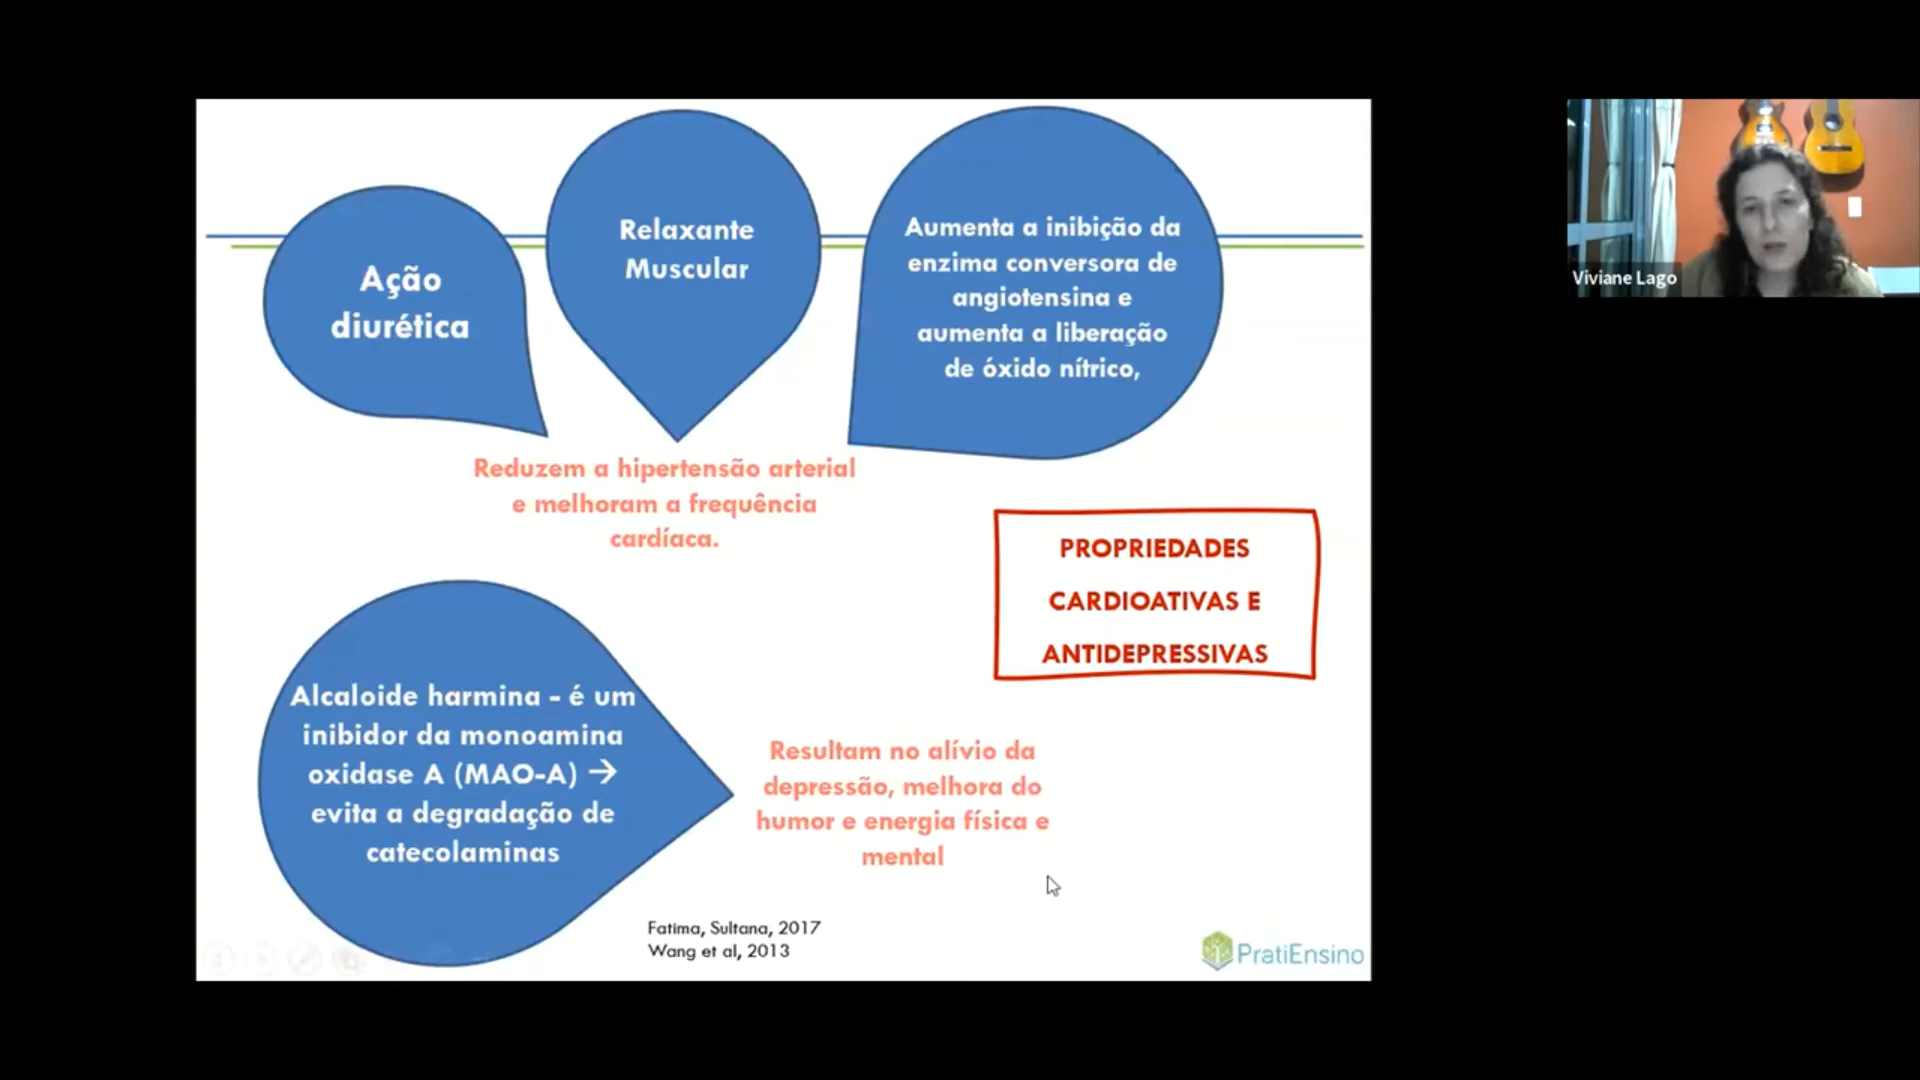 Ação
diurética
Relaxante
Muscular
Aumenta a inibição da
enzima conversora de
angiotensina e
aumenta a liberação
de óxido nítrico,
Reduzem a hipertensão arterial
e melhoram a frequência
cardíaca.
PROPRIEDADES
CARDIOATIVAS E
ANTIDEPRESSIVAS
Alcaloide harmina - é um
inibidor da monoamina
oxidase A (MAO-A) →
evita a degradação de
catecolaminas
Resultam no alívio da
depressão, melhora do
humor e energia física e
mental
Fatima, Sultana, 2017
Wang et al, 2013
PratiEnsino
Viviane Lago